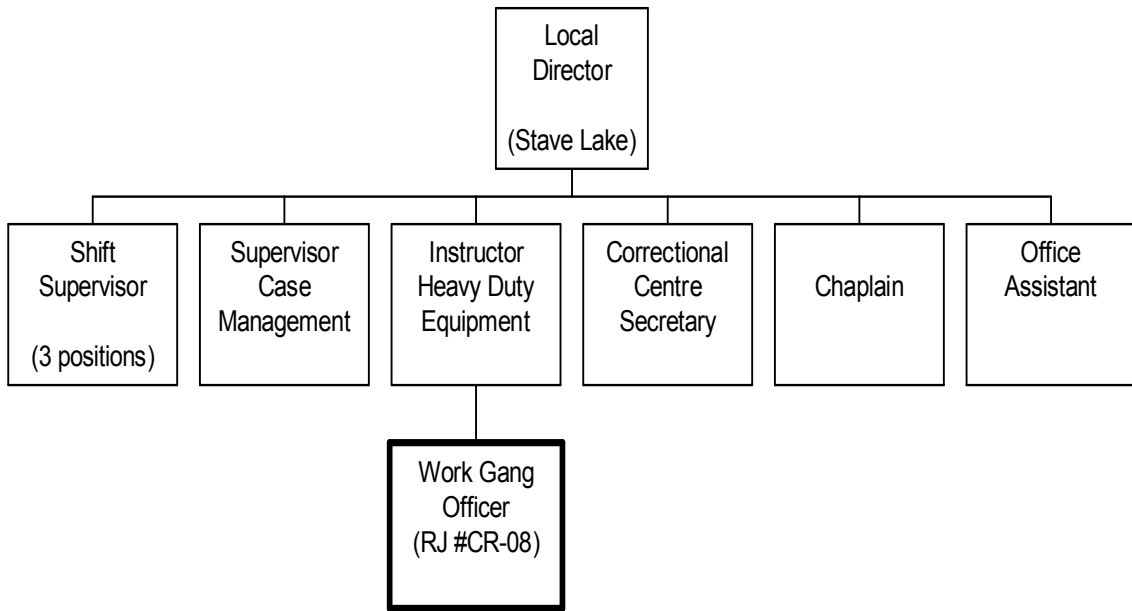 Local
Director
(Stave Lake)
Shift
Supervisor
(3 positions)
Supervisor
Case
Management
Instructor
Heavy Duty
Equipment
Correctional
Centre
Secretary
Chaplain
Office
Assistant
Work Gang
Officer
(RJ #CR-08)